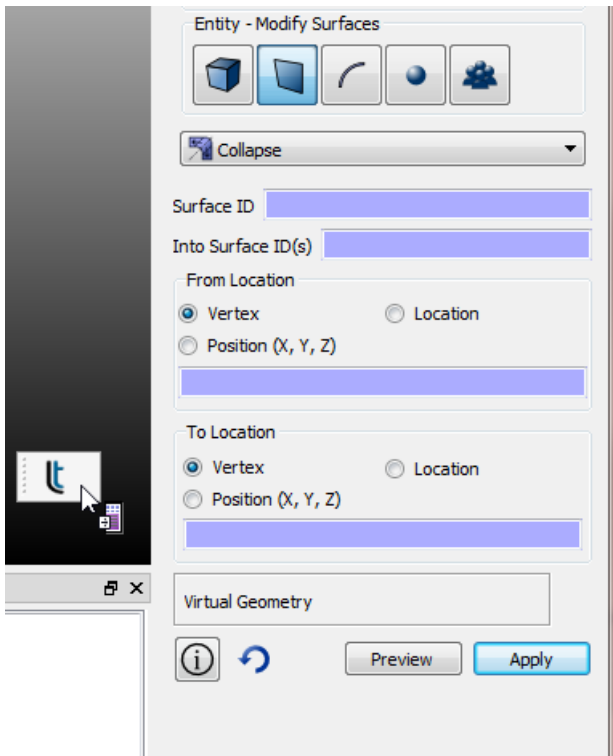 Entity - Modify Surfaces
Collapse
Surface ID
Into Surface ID(s)
From Location
Vertex Location
Position (X, Y, Z)
To Location
Vertex Location
Position (X, Y, Z)
Virtual Geometry
Preview Apply